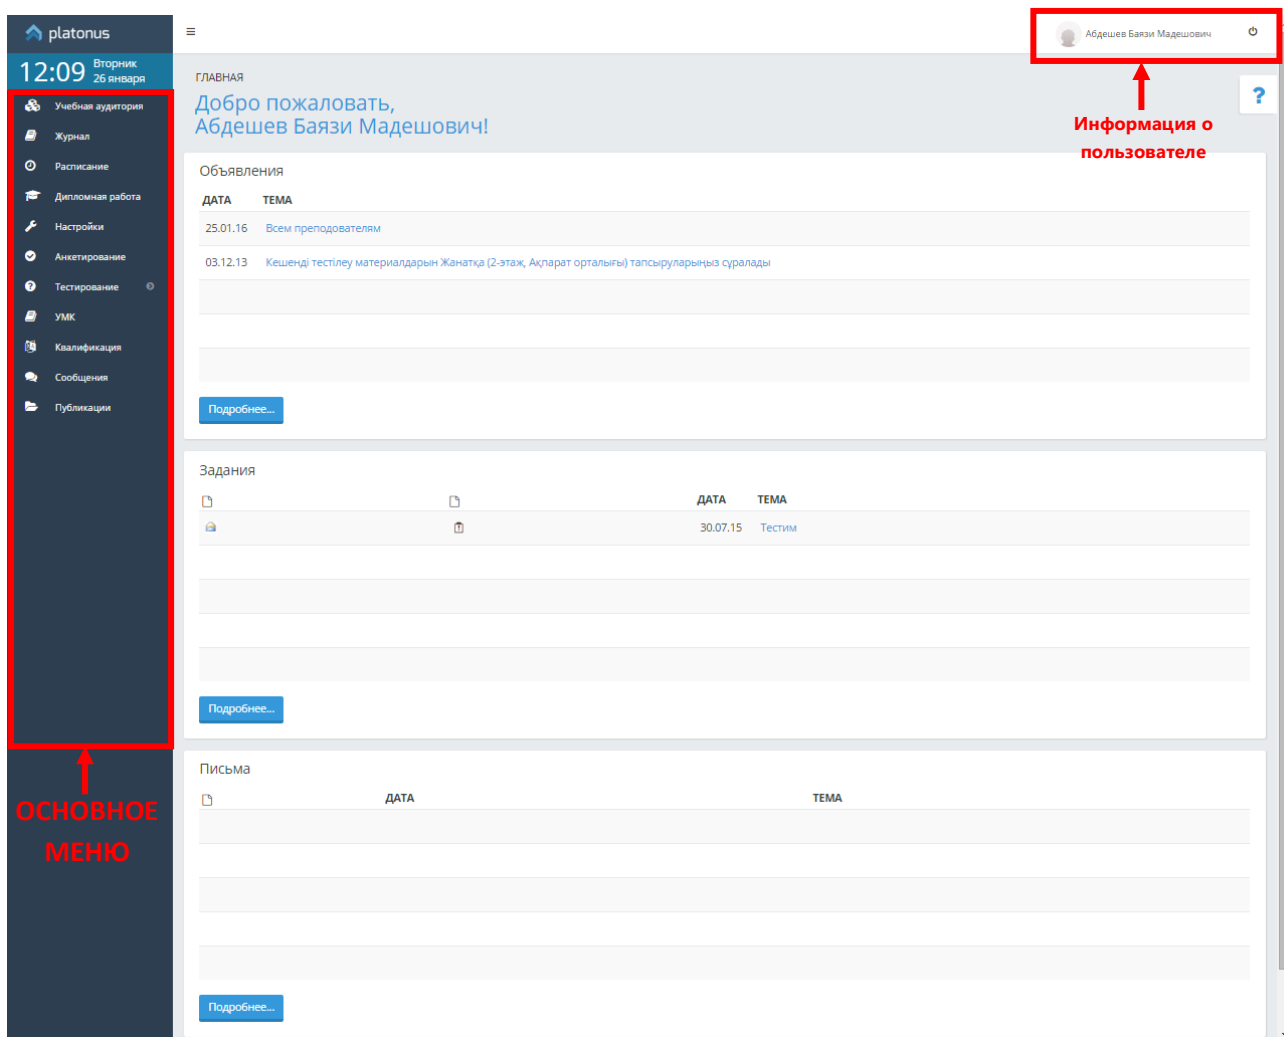 platonus
Абдешев Баязи Мадешович
12:09 Вторник
26 января
Учебная аудитория
Журнал
Расписание
Дипломная работа
Настройки
Анкетирование
Тестирование
УМК
Квалификация
Сообщения
Публикации
ОСНОВНОЕ
МЕНЮ
ГЛАВНАЯ
Добро пожаловать,
Абдешев Баязи Мадешович!
?
Информация о
пользователе
Объявления
ДАТА ТЕМА
25.01.16 Всем преподователям
03.12.13 Кешенді тестілеу материалдарын Жанатқа (2-этаж, Ақпарат орталығы) тапсыруларыңыз сұралады
Подробнее...
Задания
ДАТА ТЕМА
30.07.15 Тестим
Подробнее...
Письма
ДАТА ТЕМА
Подробнее...